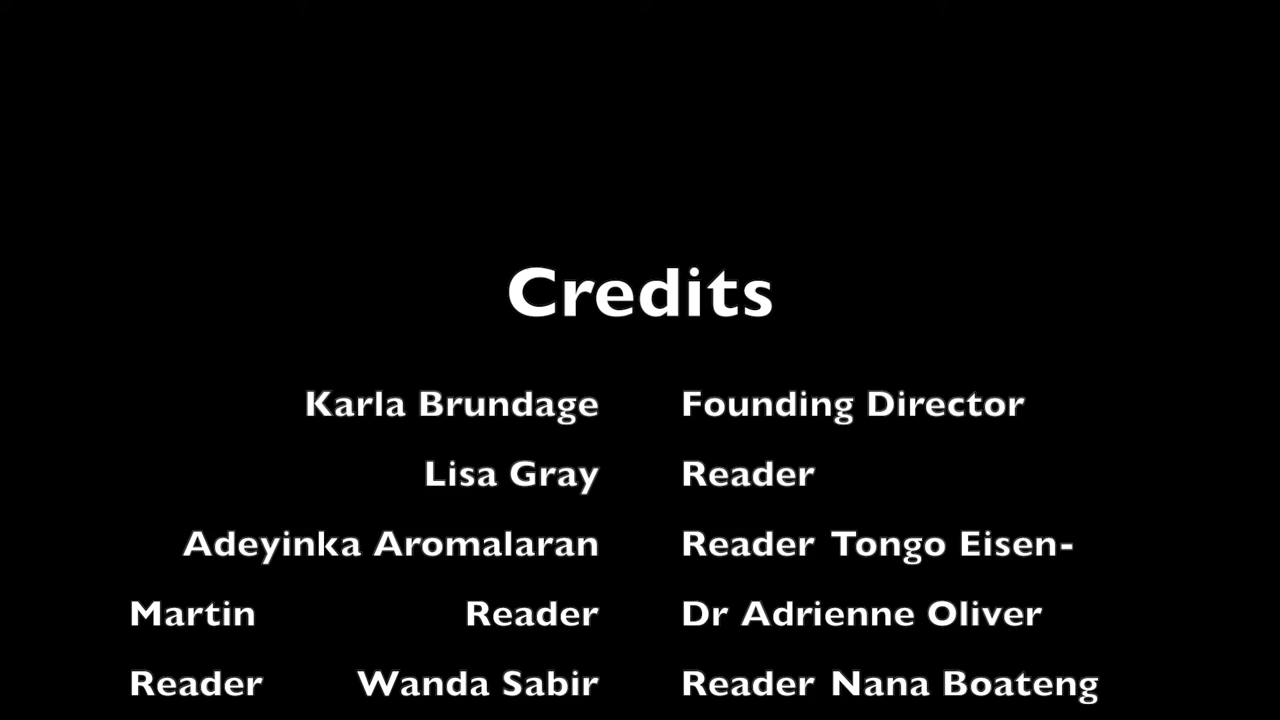 Credits
Karla Brundage Founding Director
Lisa Gray Reader
Adeyinka Aromalaran Reader Tongo Eisen-
Martin Reader Dr Adrienne Oliver
Reader Wanda Sabir Reader Nana Boateng